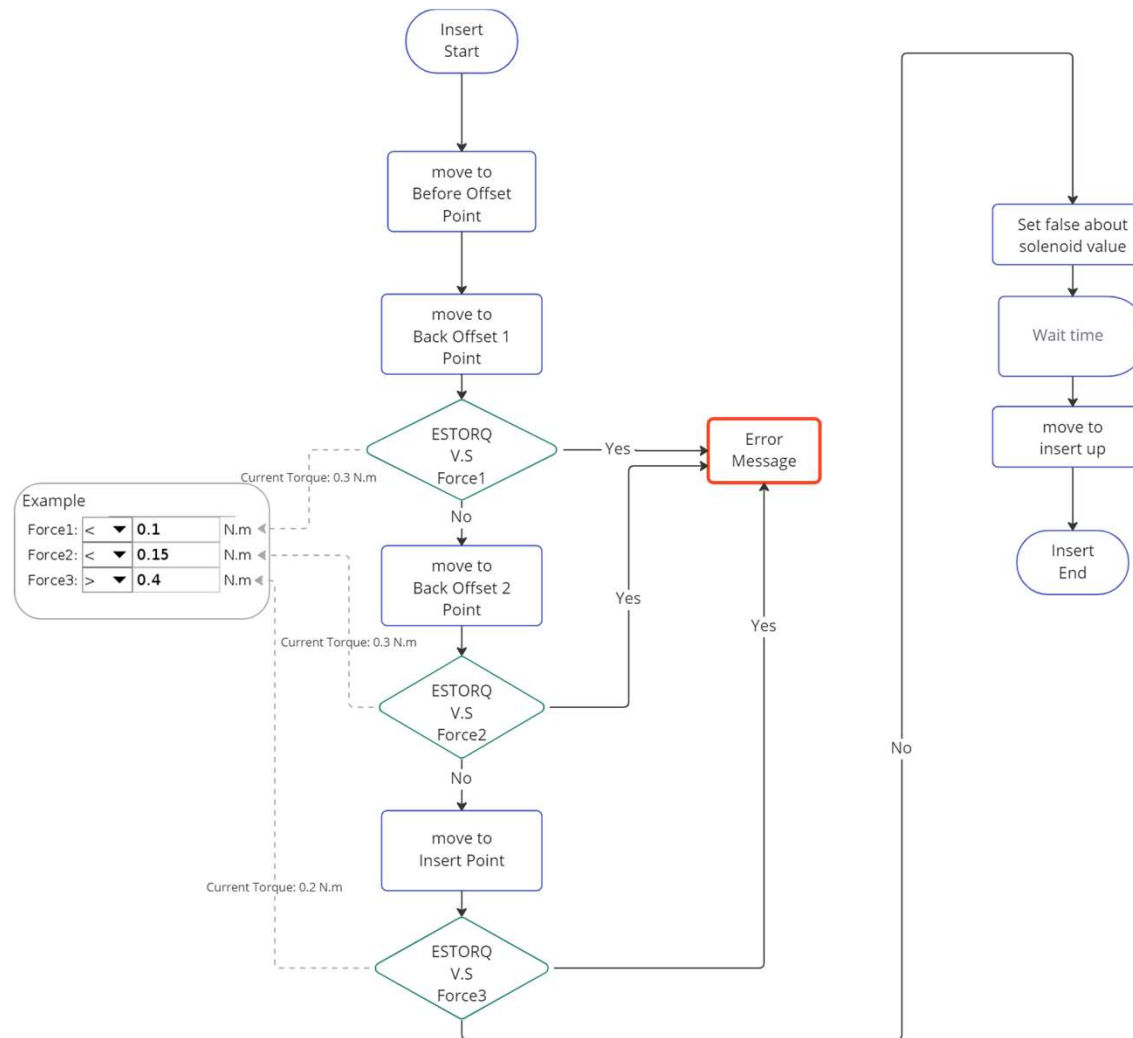 Insert
Start
move to
Before Offset
Point
move to
Back Offset 1
Point
ESTORQ
V.S
Force1
Yes
Error
Message
Current Torque: 0.3 N.m
No
Example
Force1: < 0.1 N.m
Force2: < 0.15 N.m
Force3: > 0.4 N.m
move to
Back Offset 2
Point
Yes
Yes
Current Torque: 0.3 N.m
ESTORQ
V.S
Force2
No
move to
Insert Point
Current Torque: 0.2 N.m
ESTORQ
V.S
Force3
No
Set false about
solenoid value
Wait time
move to
insert up
Insert
End